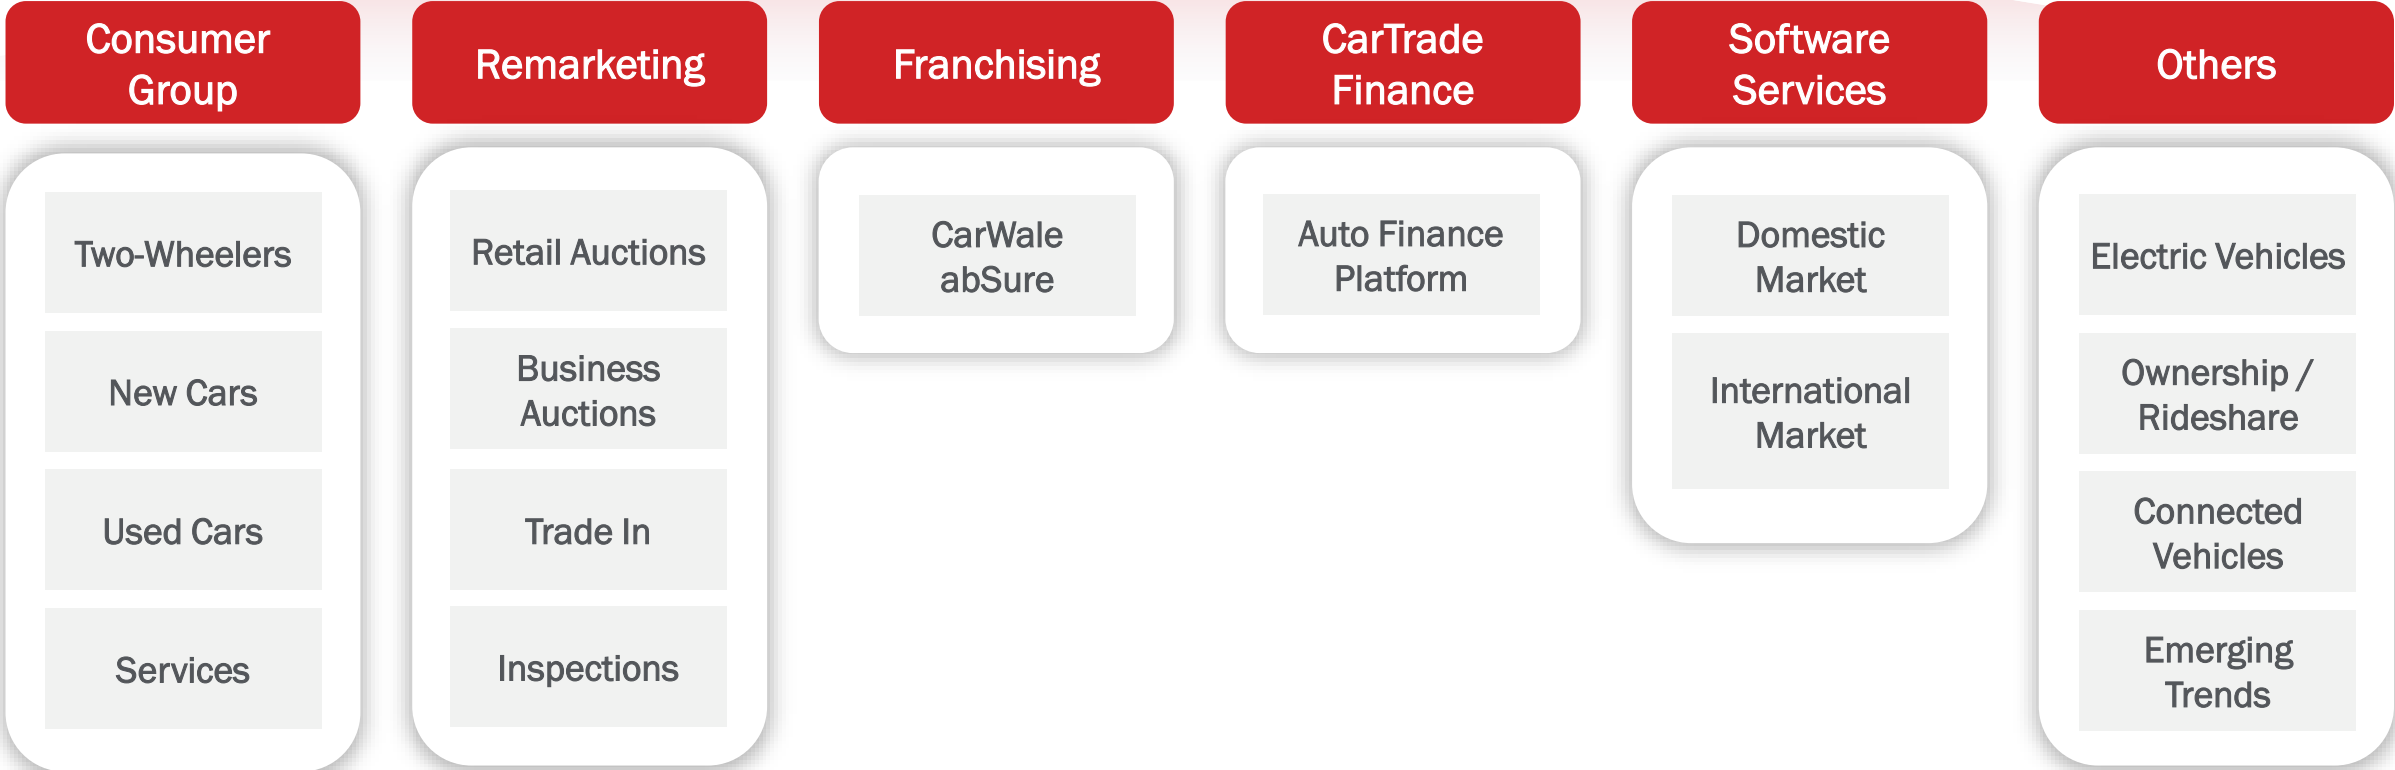 Consumer
Group
Two-Wheelers
New Cars
Used Cars
Services
Remarketing
Retail Auctions
Business
Auctions
Trade In
Inspections
Franchising
CarWale
abSure
CarTrade
Finance
Auto Finance
Platform
Software
Services
Domestic
Market
International
Market
Others
Electric Vehicles
Ownership /
Rideshare
Connected
Vehicles
Emerging
Trends